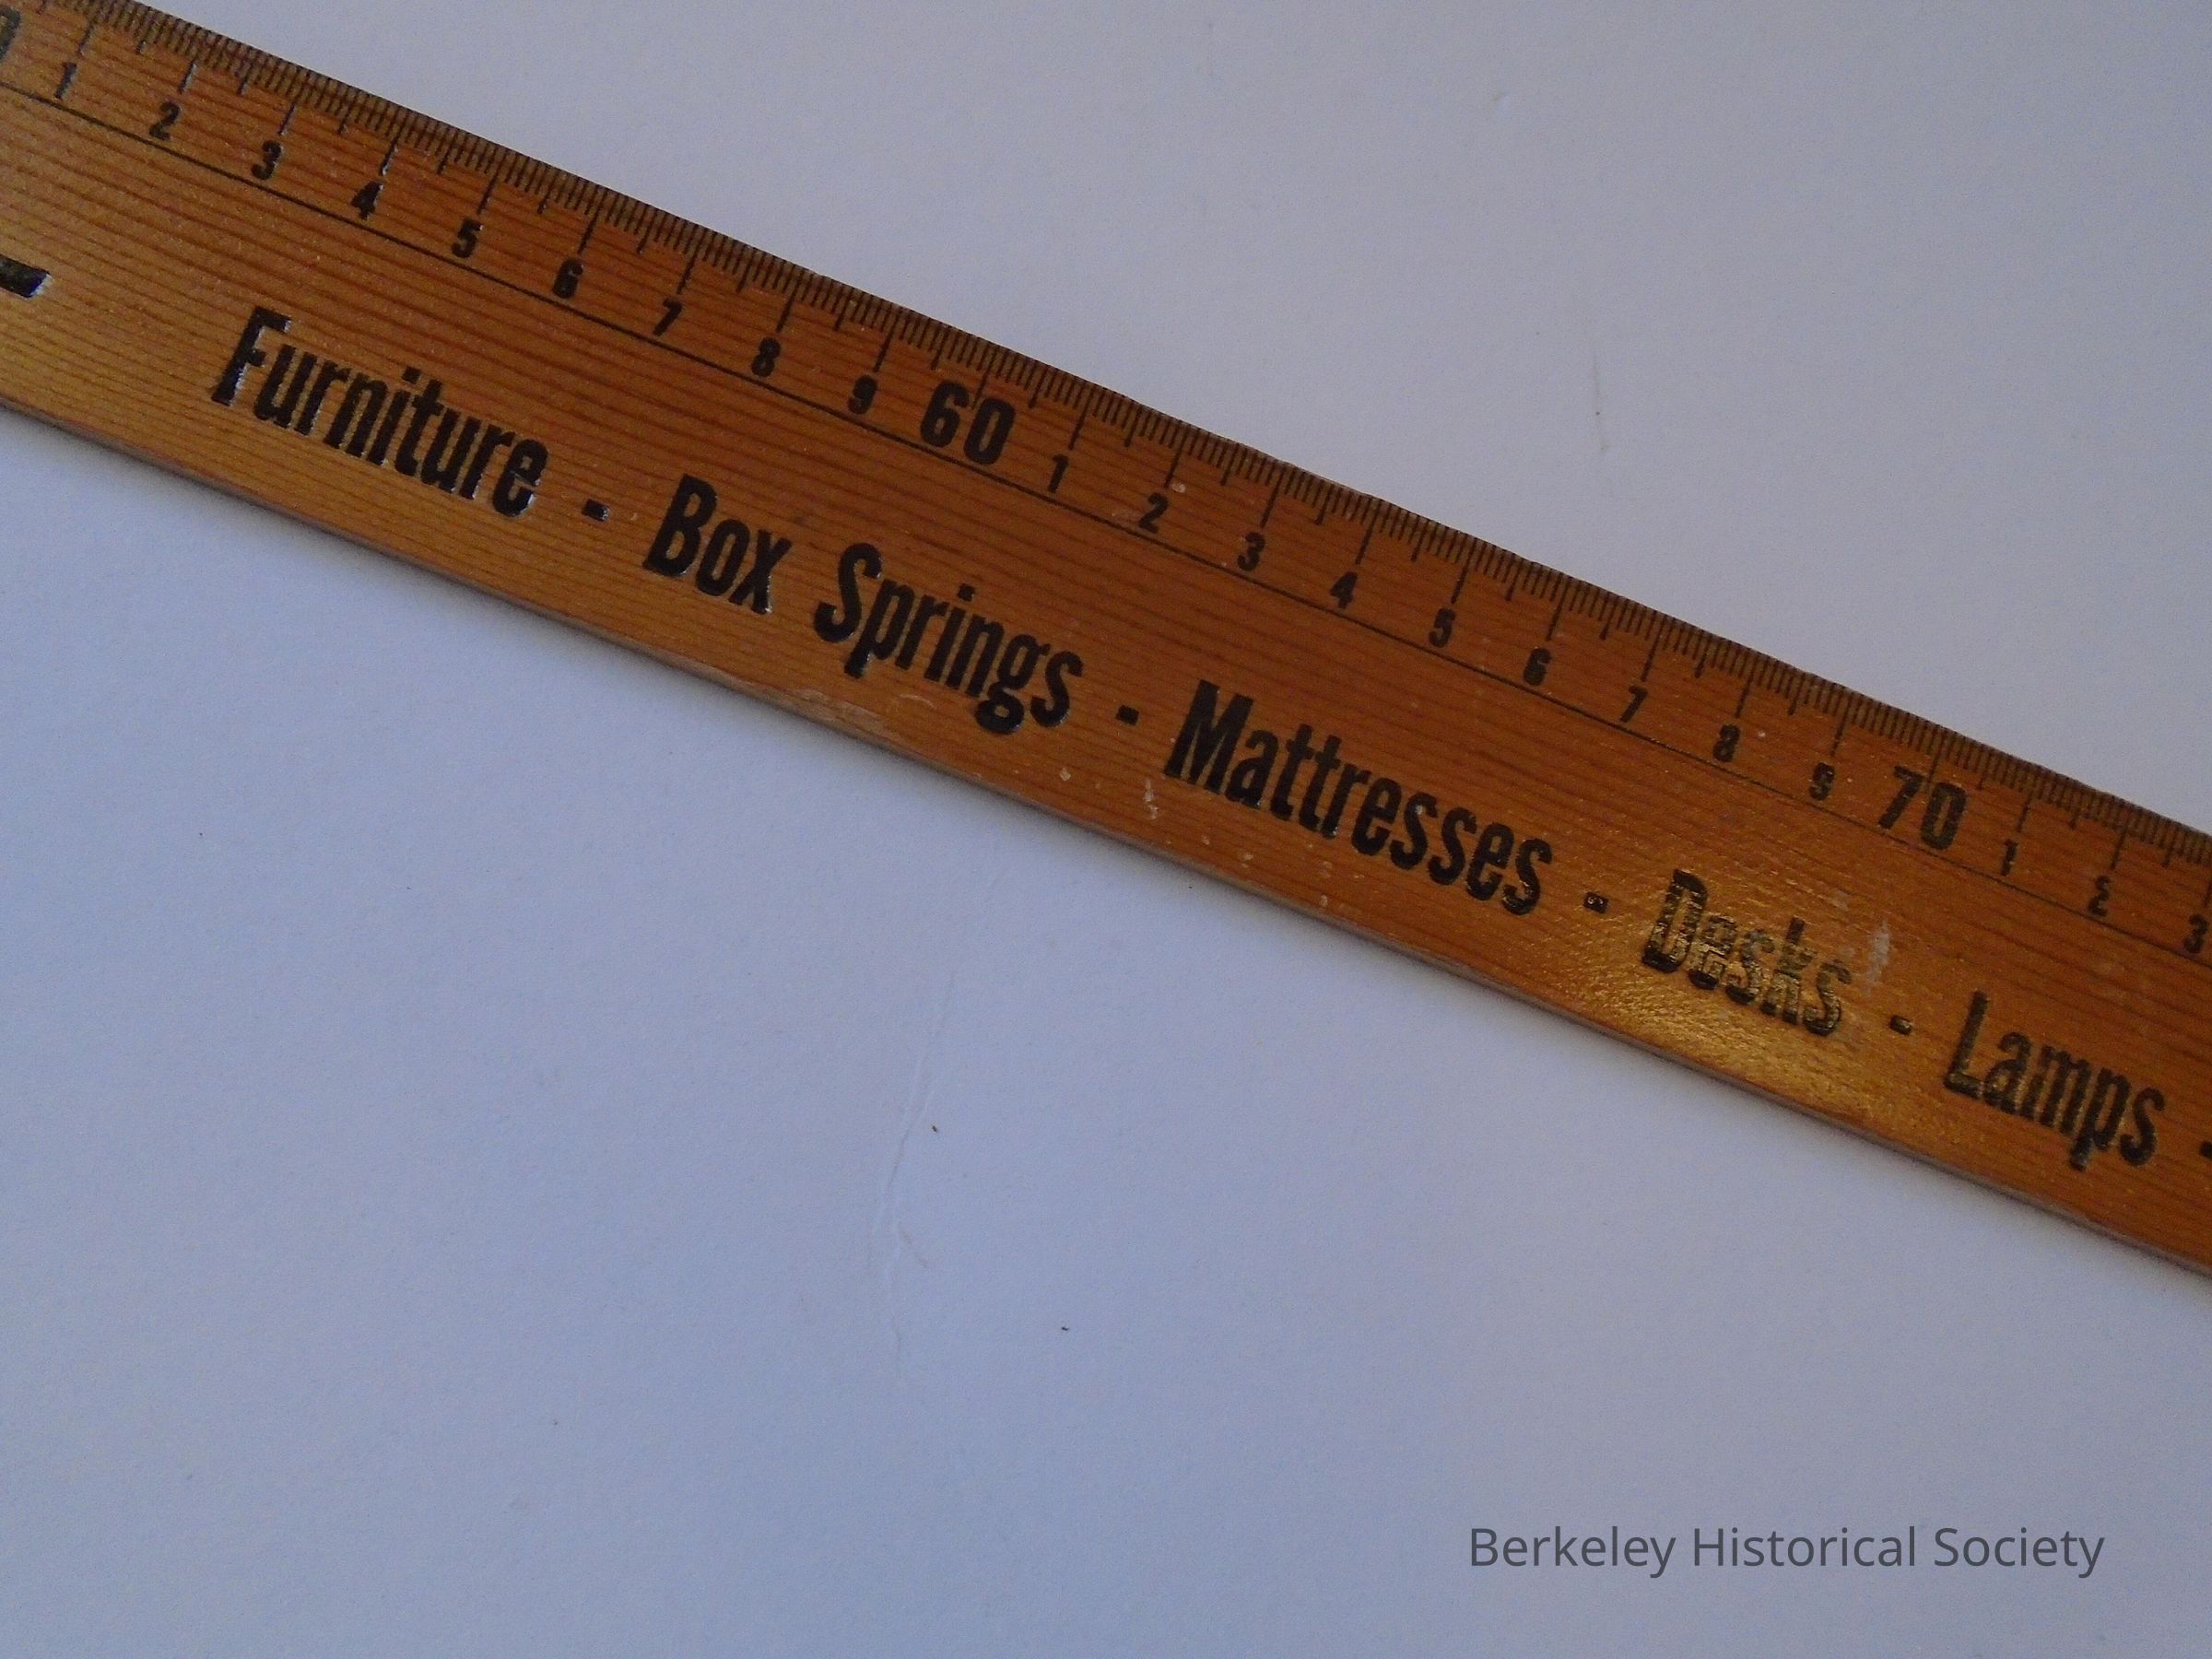 1 2 3 4 5 6 7 8 9 60 1 2 3 4 5 6 7 8 9 70 1 2 3
Furniture - Box Springs - Mattresses - Desks - Lamps -
Berkeley Historical Society